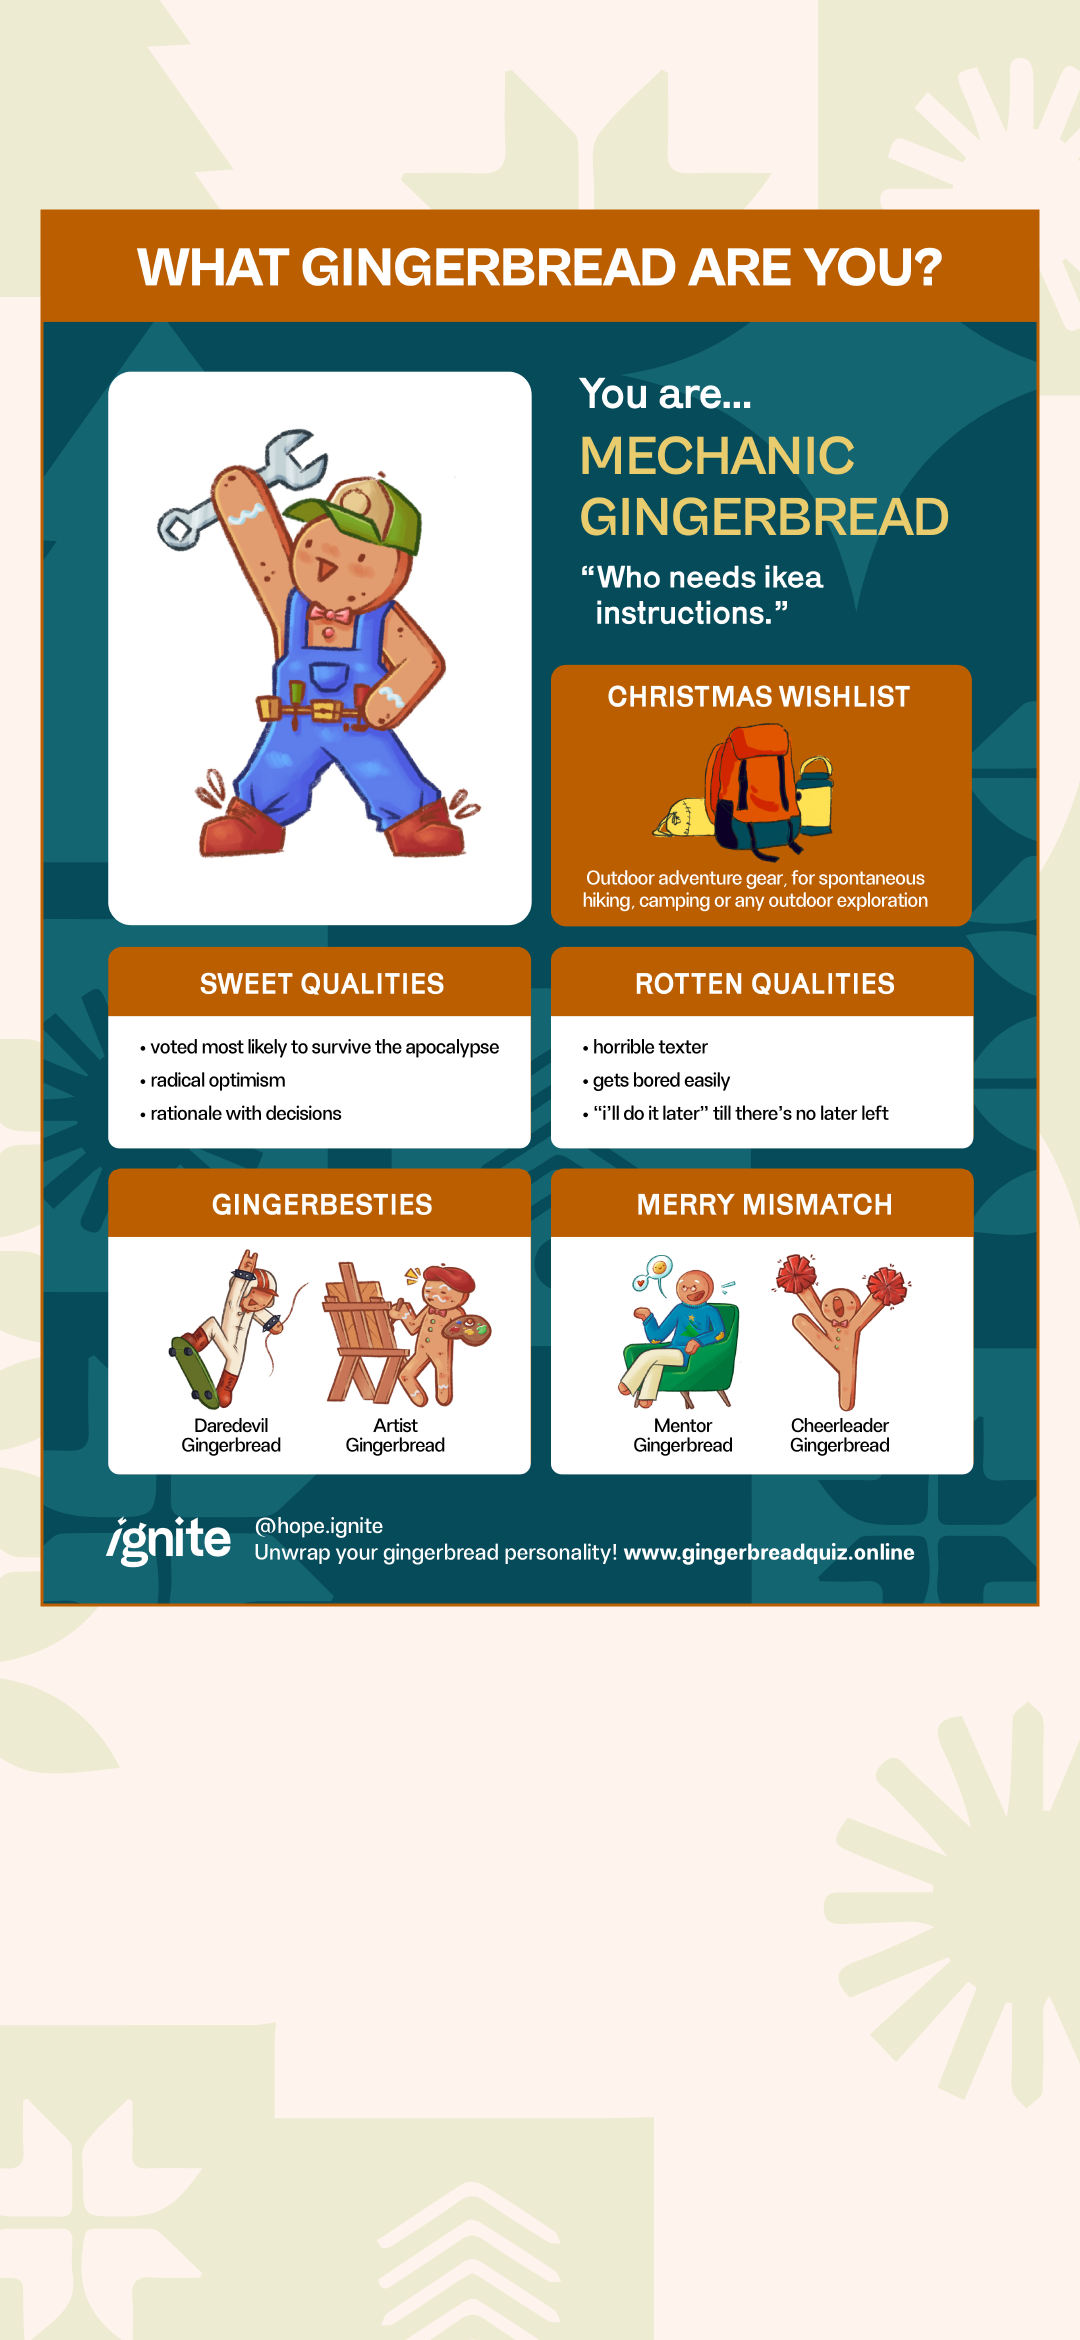 WHAT GINGERBREAD ARE YOU?
You are...
MECHANIC
GINGERBREAD
“Who needs ikea
instructions.”
CHRISTMAS WISHLIST
Outdoor adventure gear, for spontaneous
hiking, camping or any outdoor exploration
SWEET QUALITIES
• voted most likely to survive the apocalypse
• radical optimism
• rationale with decisions
ROTTEN QUALITIES
• horrible texter
• gets bored easily
• “i’ll do it later” till there’s no later left
GINGERBESTIES
Daredevil
Gingerbread
Artist
Gingerbread
MERRY MISMATCH
Mentor
Gingerbread
Cheerleader
Gingerbread
ignite
@hope.ignite
Unwrap your gingerbread personality! www.gingerbreadquiz.online